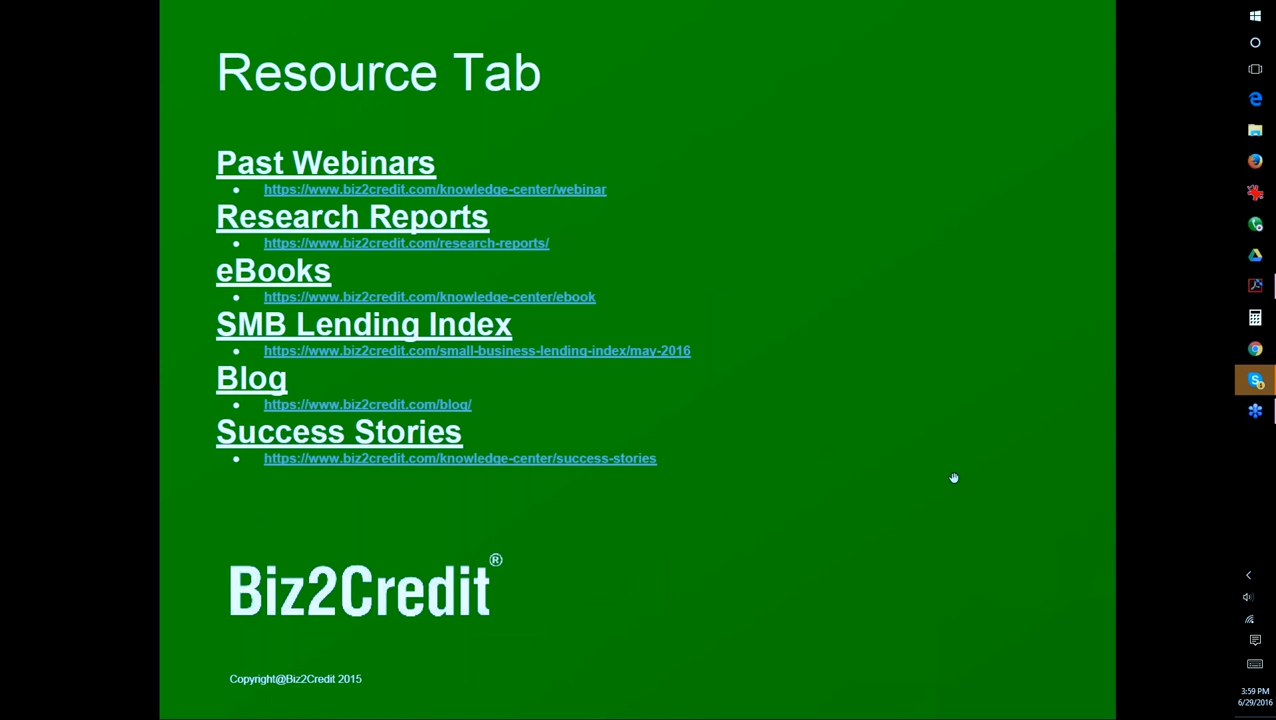 Resource Tab
Past Webinars
• https://www.biz2credit.com/knowledge-center/webinar
Research Reports
• https://www.biz2credit.com/research-reports/
eBooks
• https://www.biz2credit.com/knowledge-center/ebook
SMB Lending Index
• https://www.biz2credit.com/small-business-lending-index/may-2016
Blog
• https://www.biz2credit.com/blog/
Success Stories
• https://www.biz2credit.com/knowledge-center/success-stories
Biz2Credit®
Copyright@Biz2Credit 2015
3:59 PM
6/29/2016